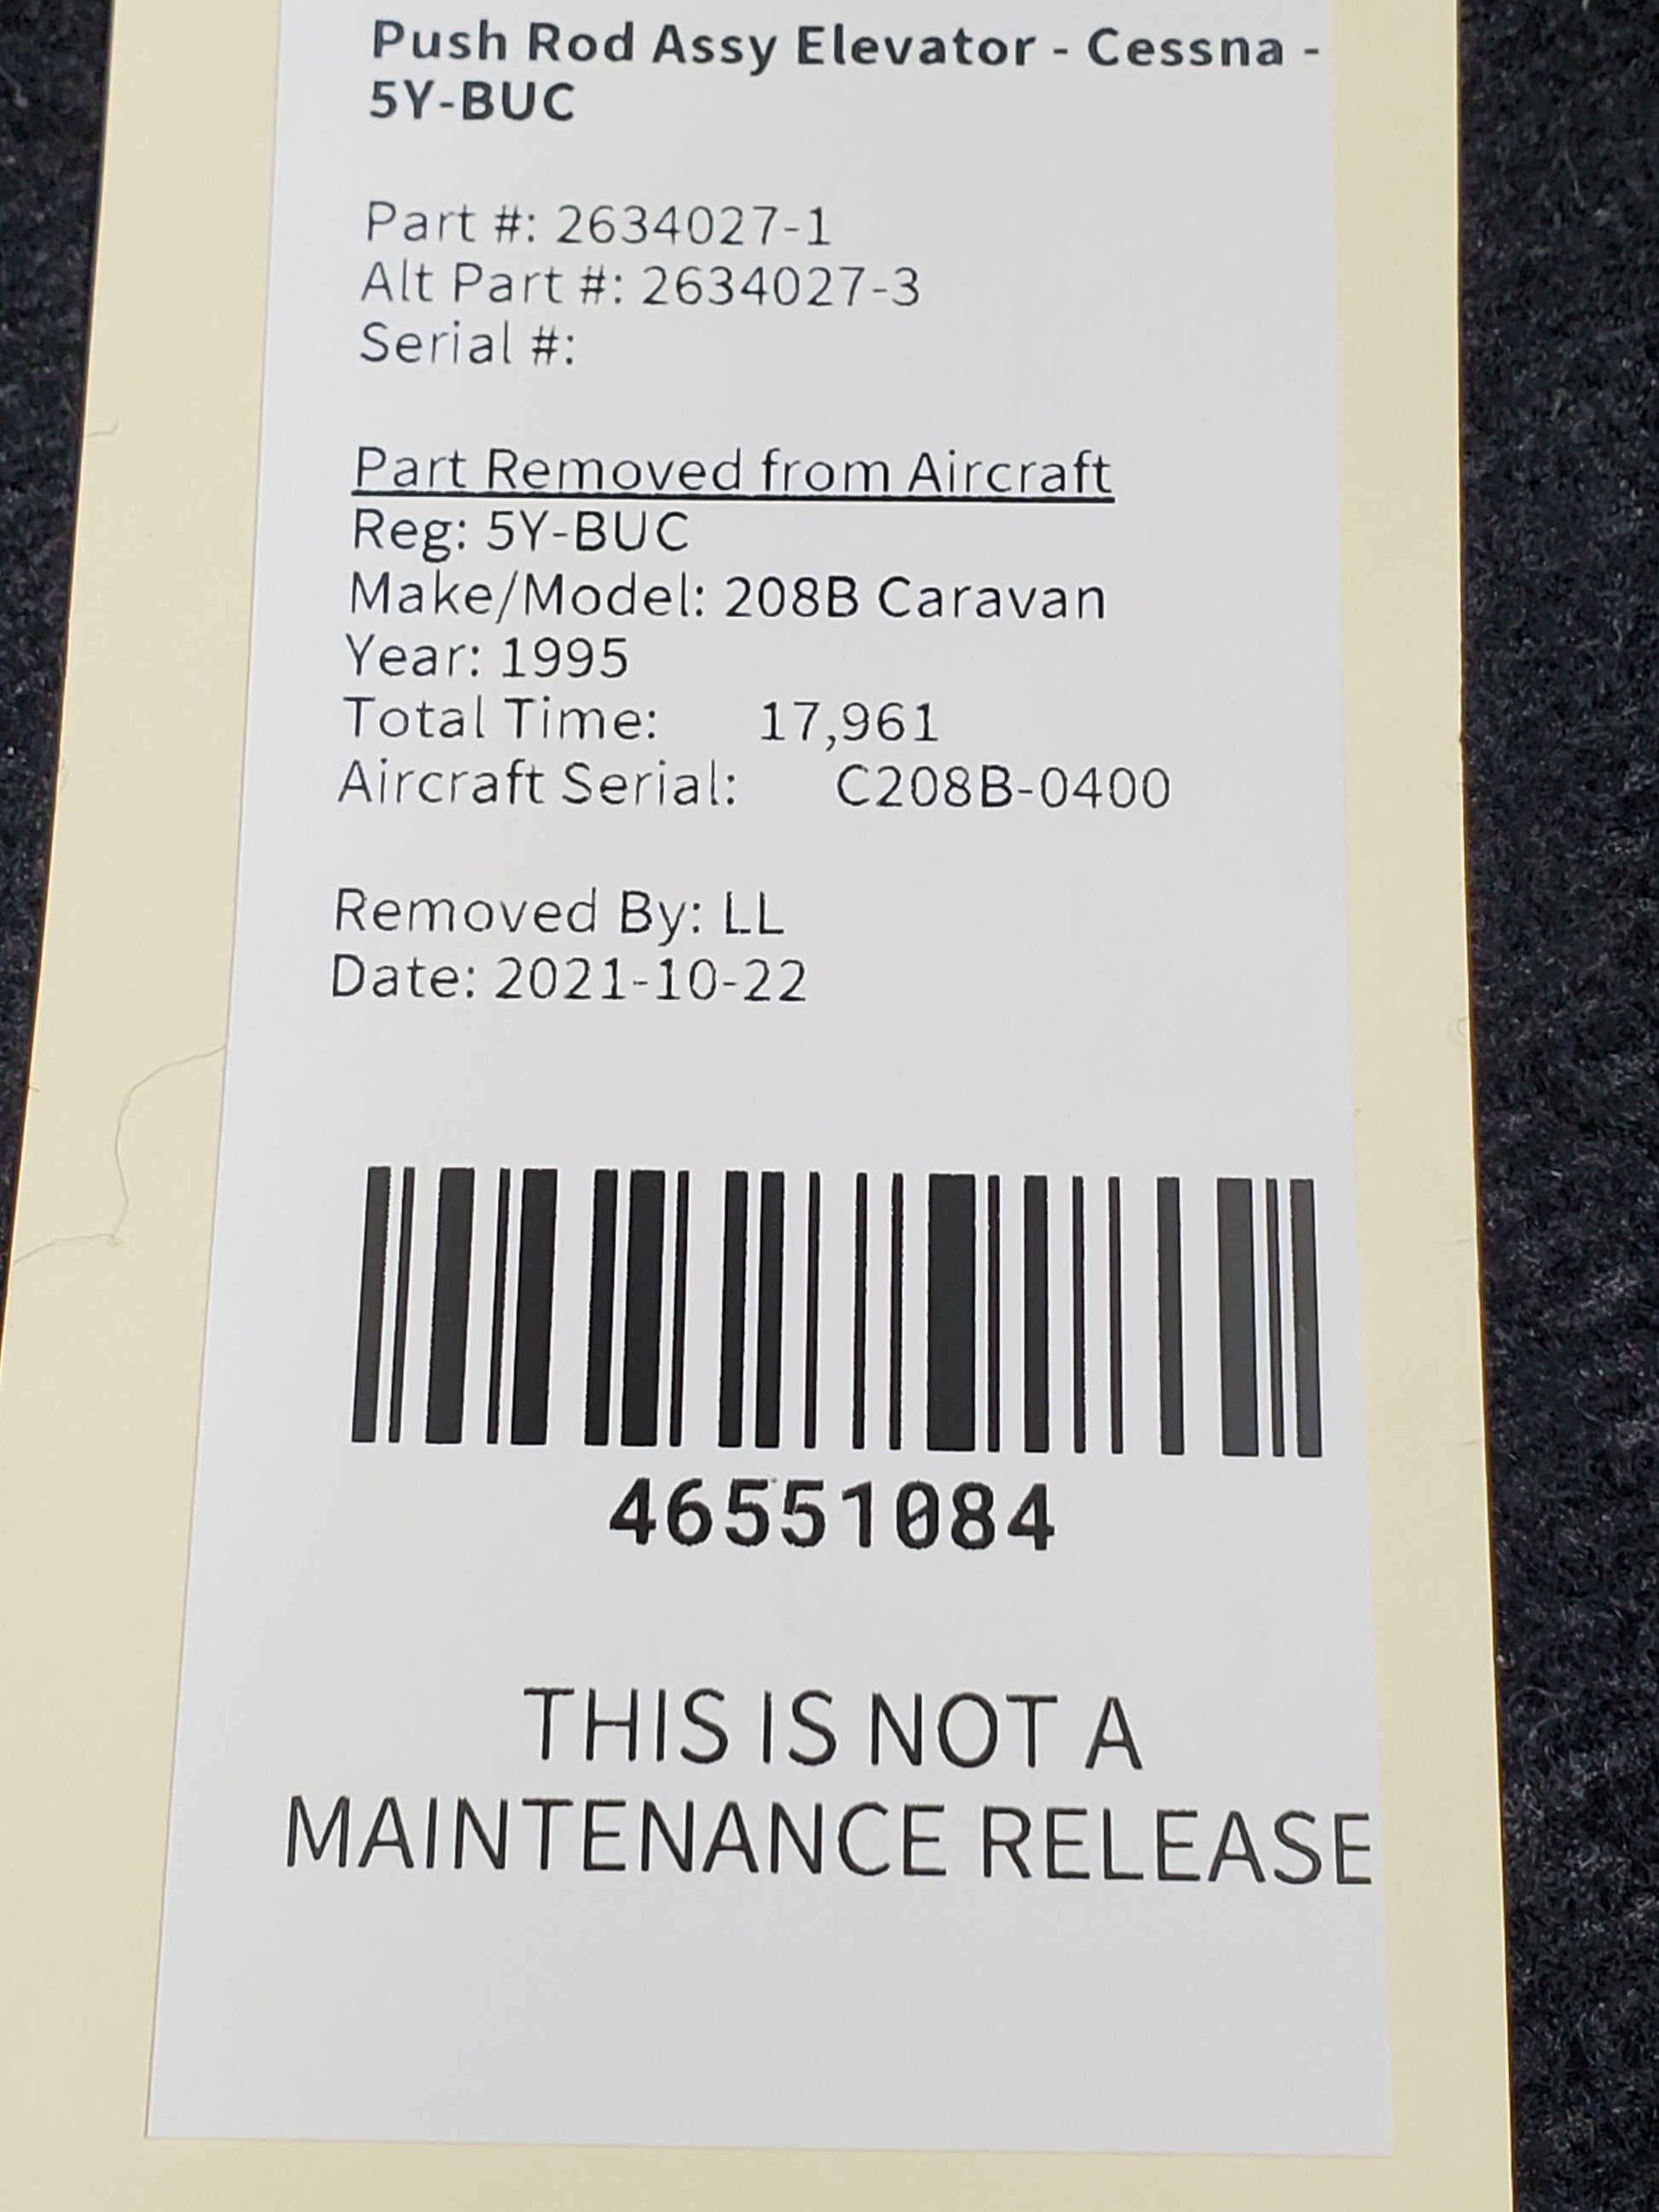 Push Rod Assy Elevator - Cessna -
5Y-BUC
Part #: 2634027-1
Alt Part #: 2634027-3
Serial #:
Part Removed from Aircraft
Reg: 5Y-BUC
Make/Model: 208B Caravan
Year: 1995
Total Time: 17,961
Aircraft Serial: C208B-0400
Removed By: LL
Date: 2021-10-22
46551084
THIS IS NOT A
MAINTENANCE RELEASE